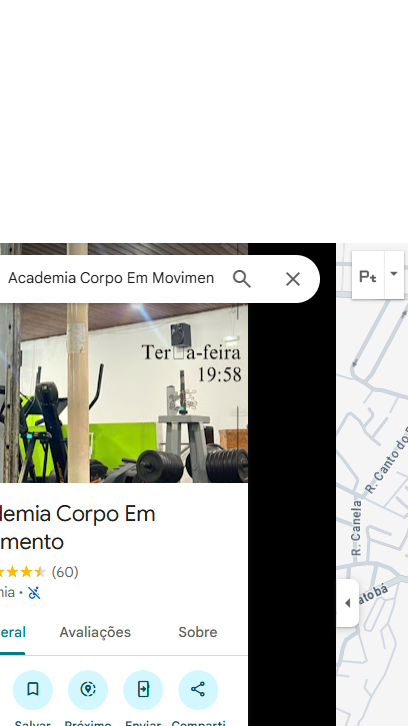 Academia Corpo Em Movimen
Pt
Ter□a-feira
19:58
demia Corpo Em
mento
(60)
nia ·
eral
Avaliações
Sobre
Salvar
Próximo
Enviar
Comparti
R. Canela
R. Canto do
atobá